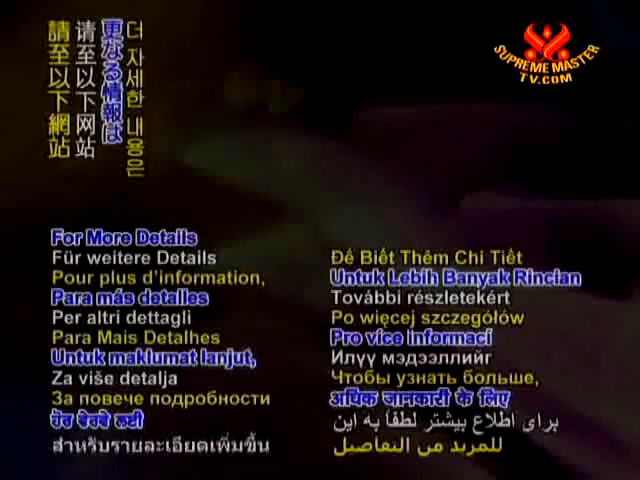 請至以下網站
请至以下网站
更なる情報は
더 자세한 내용은
SUPREME MASTER
TV.COM
For More Details
Für weitere Details
Pour plus d'information,
Para más detalles
Per altri dettagli
Para Mais Detalhes
Untuk maklumat lanjut,
Za više detalja
За повече подробности
ਹੋਰ ਵੇਰਵੇ ਲਈ
สำหรับรายละเอียดเพิ่มขึ้น
Để Biết Thêm Chi Tiết
Untuk Lebih Banyak Rincian
További részletekért
Po więcej szczegółów
Pro více informací
Илүү мэдээллийг
Чтобы узнать больше,
अधिक जानकारी के लिए
برای اطلاع بیشتر لطفاً به این
للمزيد من التفاصيل